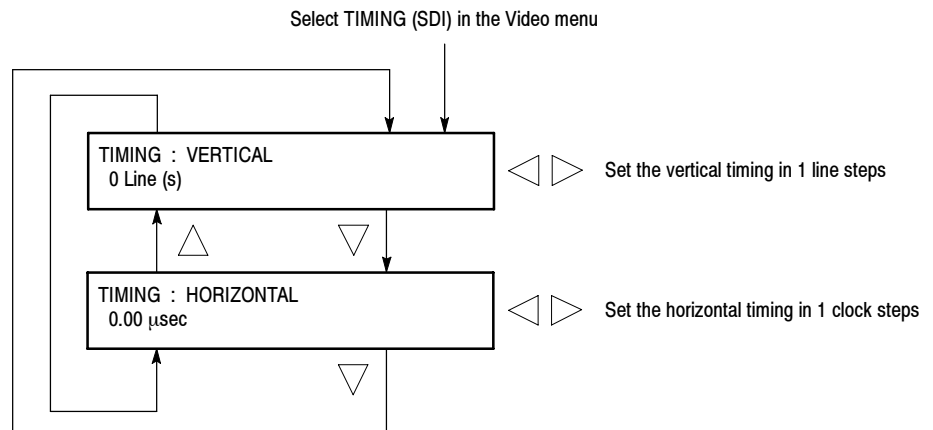 Select TIMING (SDI) in the Video menu
TIMING : VERTICAL
0 Line (s)
Set the vertical timing in 1 line steps
TIMING : HORIZONTAL
0.00 μsec
Set the horizontal timing in 1 clock steps